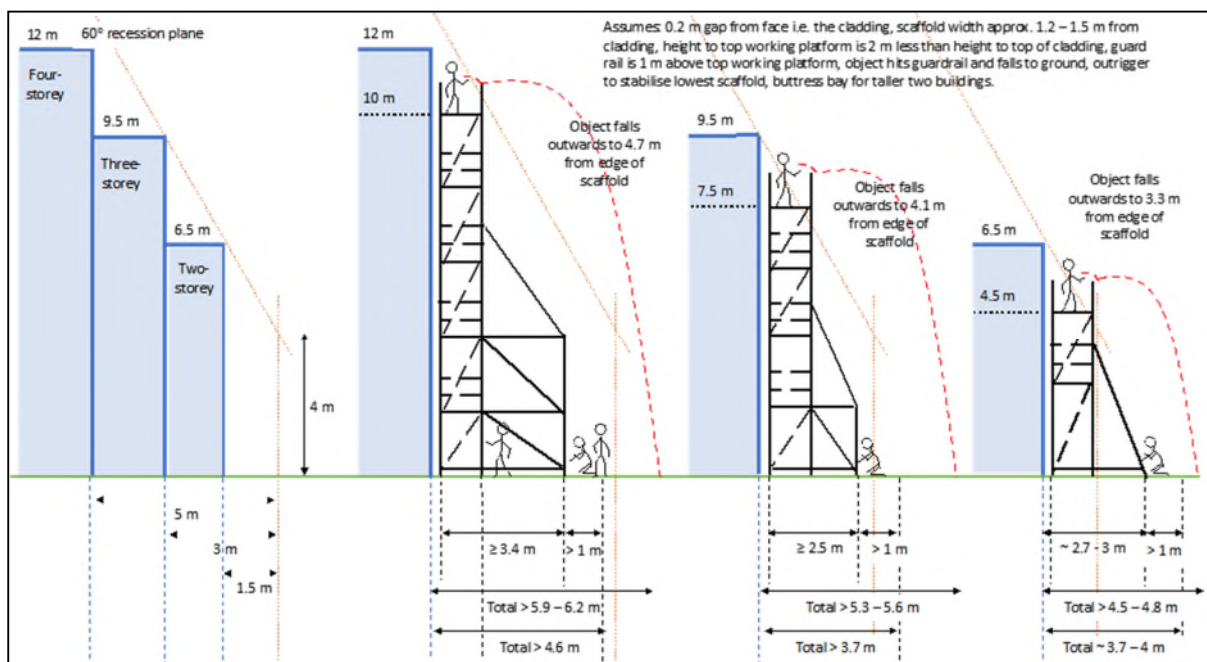 12 m
60° recession plane
Four-
storey
9.5 m
Three-
storey
6.5 m
Two-
storey
4 m
5 m
3 m
1.5 m
Assumes: 0.2 m gap from face i.e. the cladding, scaffold width approx. 1.2 – 1.5 m from
cladding, height to top working platform is 2 m less than height to top of cladding, guard
rail is 1 m above top working platform, object hits guardrail and falls to ground, outrigger
to stabilise lowest scaffold, buttress bay for taller two buildings.
12 m
10 m
Object falls
outwards to 4.7 m
from edge of
scaffold
≥ 3.4 m
> 1 m
Total > 5.9 – 6.2 m
Total > 4.6 m
9.5 m
7.5 m
Object falls
outwards to 4.1 m
from edge of
scaffold
≥ 2.5 m
> 1 m
Total > 5.3 – 5.6 m
Total > 3.7 m
6.5 m
4.5 m
Object falls
outwards to 3.3 m
from edge of
scaffold
~ 2.7 - 3 m
> 1 m
Total > 4.5 – 4.8 m
Total ~ 3.7 – 4 m